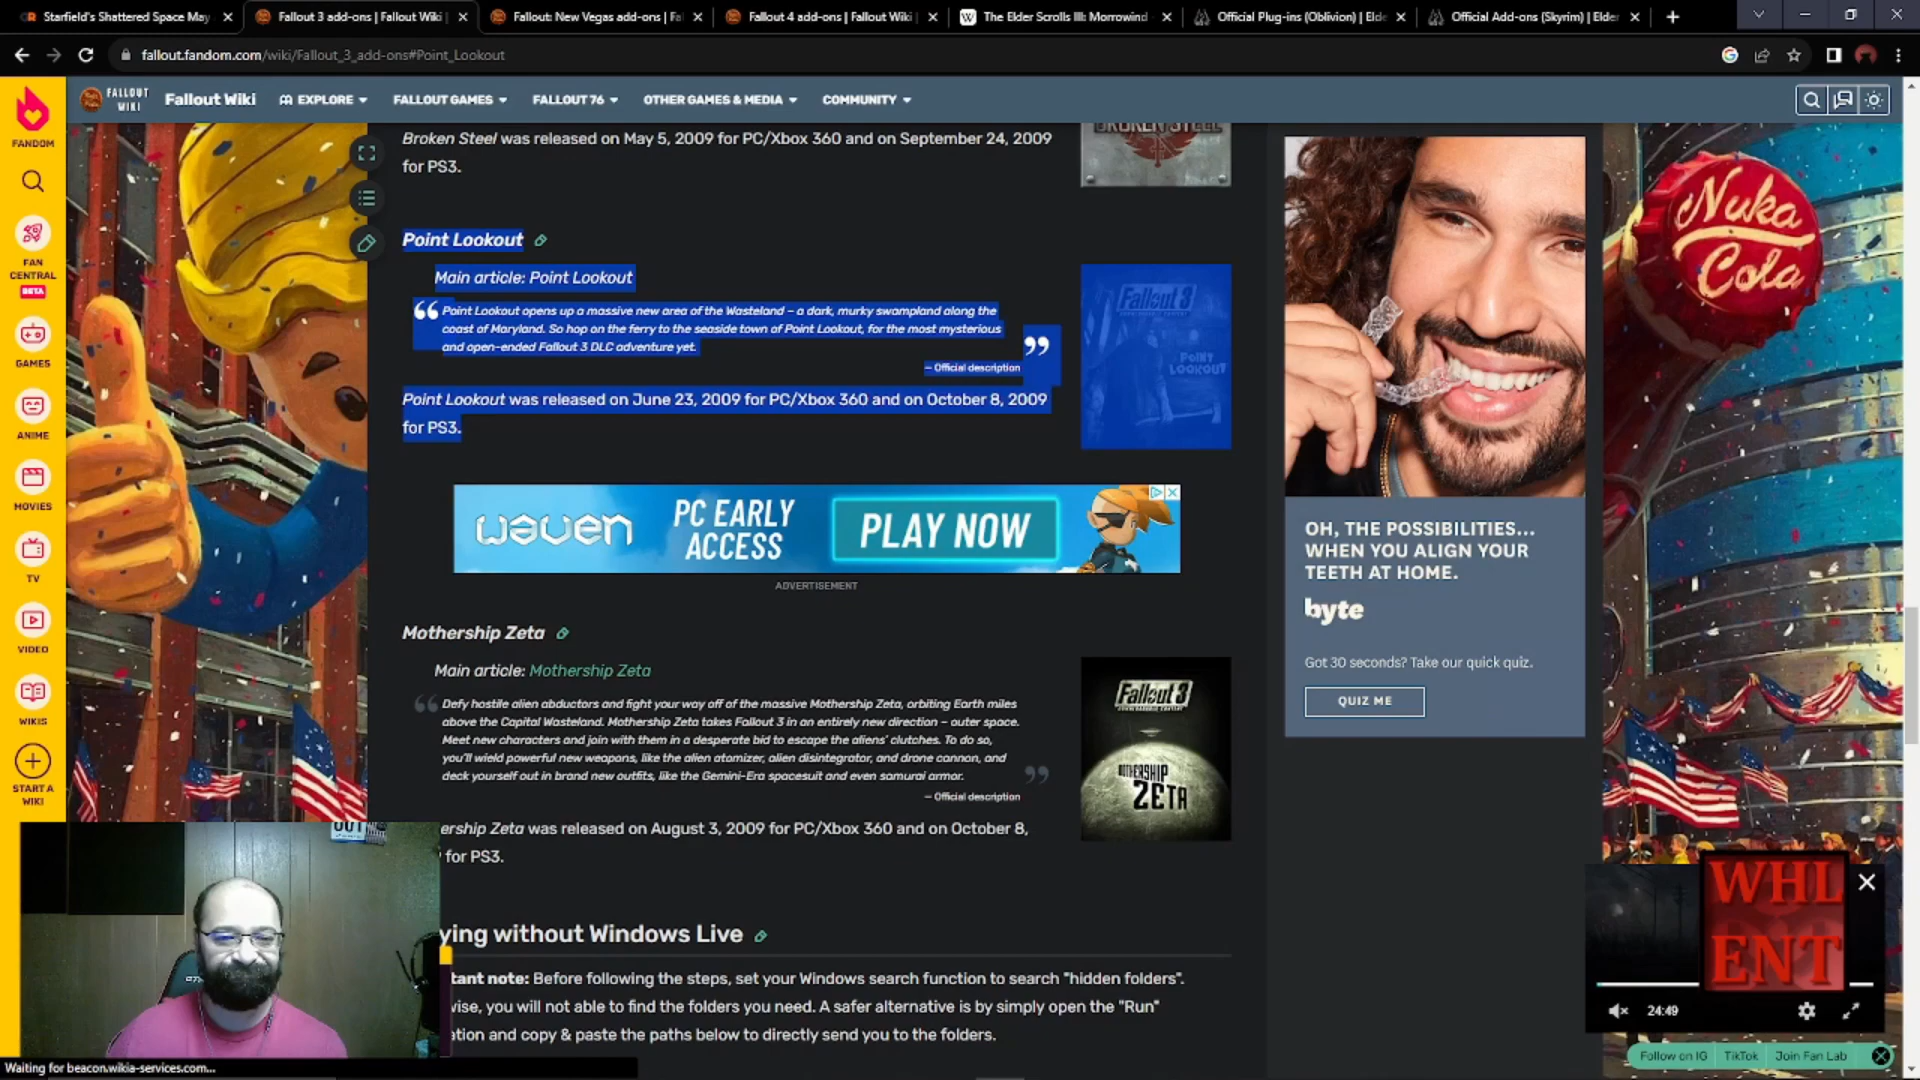 Starfield's Shattered Space May
Fallout 3 add-ons | Fallout Wiki
Fallout: New Vegas add-ons | Fal
Fallout 4 add-ons | Fallout Wiki
The Elder Scrolls III: Morrowind
Official Plug-ins (Oblivion) | Elde
Official Add-ons (Skyrim) | Elder
fallout.fandom.com/wiki/Fallout_3_add-ons#Point_Lookout
FANDOM
FAN
CENTRAL
BETA
GAMES
ANIME
MOVIES
TV
VIDEO
WIKIS
START A
WIKI
FALLOUT
WIKI
Fallout Wiki
EXPLORE
FALLOUT GAMES
FALLOUT 76
OTHER GAMES & MEDIA
COMMUNITY
Broken Steel was released on May 5, 2009 for PC/Xbox 360 and on September 24, 2009
for PS3.
BROKEN STEEL
Point Lookout
Main article: Point Lookout
“ Point Lookout opens up a massive new area of the Wasteland – a dark, murky swampland along the
coast of Maryland. So hop on the ferry to the seaside town of Point Lookout, for the most mysterious
and open-ended Fallout 3 DLC adventure yet. ”
— Official description
Point Lookout was released on June 23, 2009 for PC/Xbox 360 and on October 8, 2009
for PS3.
Fallout 3
POINT
LOOKOUT
waven
PC EARLY
ACCESS
PLAY NOW
ADVERTISEMENT
Mothership Zeta
Main article: Mothership Zeta
“ Defy hostile alien abductors and fight your way off of the massive Mothership Zeta, orbiting Earth miles
above the Capital Wasteland. Mothership Zeta takes Fallout 3 in an entirely new direction – outer space.
Meet new characters and join with them in a desperate bid to escape the aliens' clutches. To do so,
you'll wield powerful new weapons, like the alien atomizer, alien disintegrator, and drone cannon, and
deck yourself out in brand new outfits, like the Gemini-Era spacesuit and even samurai armor. ”
— Official description
ership Zeta was released on August 3, 2009 for PC/Xbox 360 and on October 8,
for PS3.
Fallout 3
MOTHERSHIP
ZETA
ying without Windows Live
tant note: Before following the steps, set your Windows search function to search "hidden folders".
wise, you will not able to find the folders you need. A safer alternative is by simply open the "Run"
ation and copy & paste the paths below to directly send you to the folders.
OH, THE POSSIBILITIES...
WHEN YOU ALIGN YOUR
TEETH AT HOME.
byte
Got 30 seconds? Take our quick quiz.
QUIZ ME
Nuka
Cola
WHL
ENT
24:49
Follow on IG
TikTok
Join Fan Lab
OUT
Waiting for beacon.wikia-services.com...